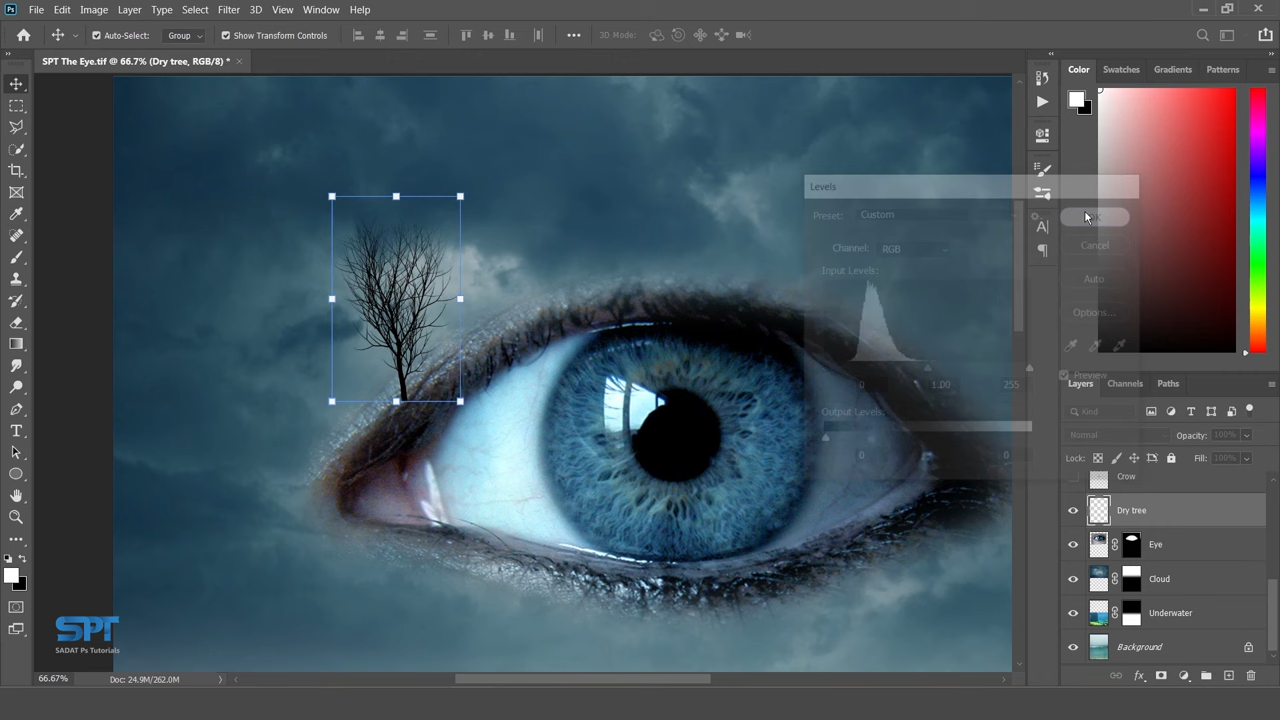 Ps File Edit Image Layer Type Select Filter 3D View Window Help
Auto-Select: Group Show Transform Controls 3D Mode:
SPT The Eye.tif @ 66.7% (Dry tree, RGB/8) *
Color Swatches Gradients Patterns
Levels
Preset: Custom
OK
Channel: RGB
Cancel
Input Levels:
Auto
Options...
Preview
0 1.00 255
Output Levels:
0 0
Layers Channels Paths
Kind
Normal Opacity: 100%
Lock: Fill: 100%
Crow
Dry tree
Eye
Cloud
Underwater
Background
SPT
SADAT Ps Tutorials
66.67% Doc: 24.9M/262.0M